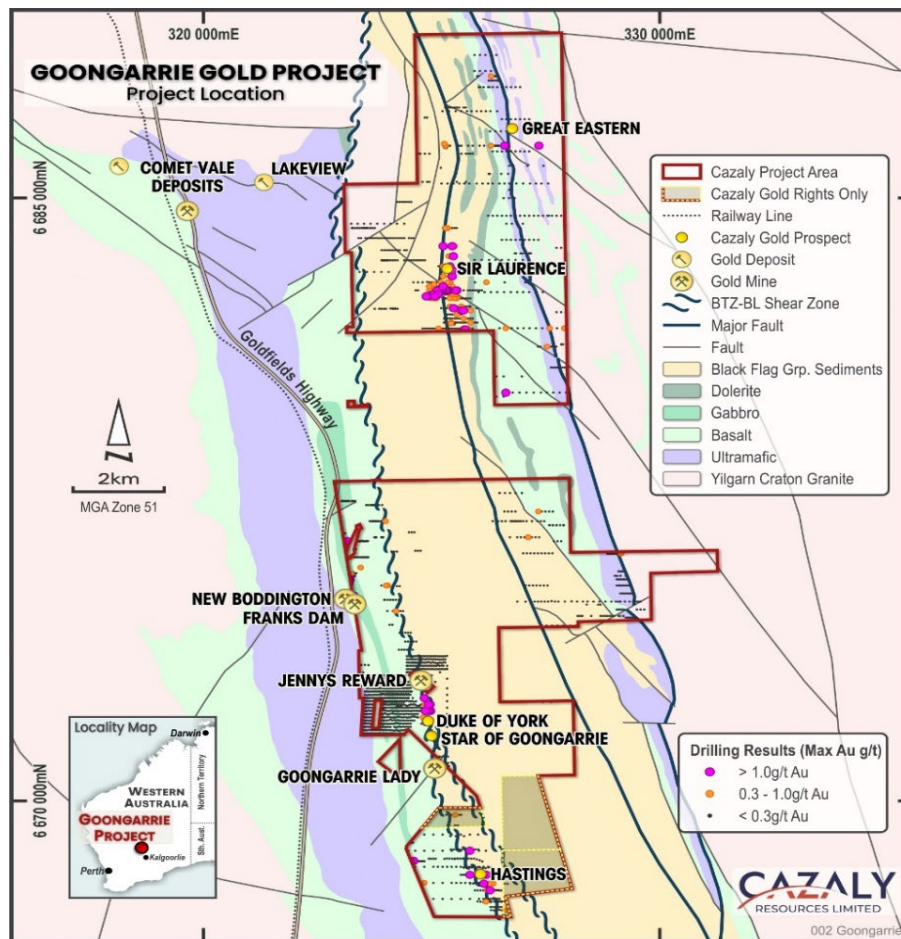 320 000mE
330 000mE
GOONGARRIE GOLD PROJECT
Project Location
GREAT EASTERN
COMET VALE
DEPOSITS
LAKEVIEW
6 685 000mN
SIR LAURENCE
Goldfields Highway
2km
MGA Zone 51
Cazaly Project Area
Cazaly Gold Rights Only
Railway Line
Cazaly Gold Prospect
Gold Deposit
Gold Mine
BTZ-BL Shear Zone
Major Fault
Fault
Black Flag Grp. Sediments
Dolerite
Gabbro
Basalt
Ultramafic
Yilgarn Craton Granite
NEW BODDINGTON
FRANKS DAM
JENNYS REWARD
DUKE OF YORK
STAR OF GOONGARRIE
GOONGARRIE LADY
6 670 000mN
HASTINGS
Locality Map
Darwin
WESTERN
AUSTRALIA
Northern Territory
GOONGARRIE
PROJECT
Sth. Aust.
Kalgoorlie
Perth
Drilling Results (Max Au g/t)
> 1.0g/t Au
0.3 - 1.0g/t Au
< 0.3g/t Au
CAZALY
RESOURCES LIMITED
002 Goongarrie